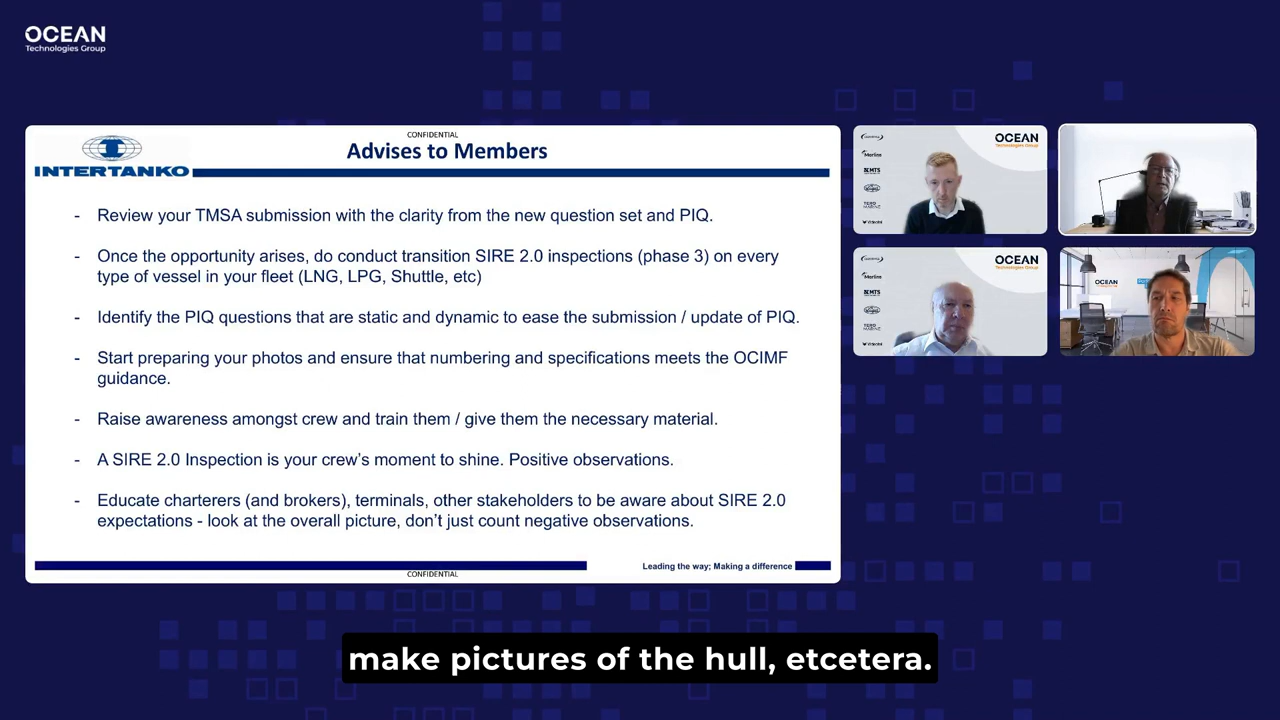 OCEAN
Technologies Group
CONFIDENTIAL
INTERTANKO
Advises to Members
- Review your TMSA submission with the clarity from the new question set and PIQ.
- Once the opportunity arises, do conduct transition SIRE 2.0 inspections (phase 3) on every
type of vessel in your fleet (LNG, LPG, Shuttle, etc)
- Identify the PIQ questions that are static and dynamic to ease the submission / update of PIQ.
- Start preparing your photos and ensure that numbering and specifications meets the OCIMF
guidance.
- Raise awareness amongst crew and train them / give them the necessary material.
- A SIRE 2.0 Inspection is your crew's moment to shine. Positive observations.
- Educate charterers (and brokers), terminals, other stakeholders to be aware about SIRE 2.0
expectations - look at the overall picture, don't just count negative observations.
Leading the way; Making a difference
CONFIDENTIAL
OCEAN
Technologies Group
MTS
OCEAN
Technologies Group
MTS
OCEAN
make pictures of the hull, etcetera.